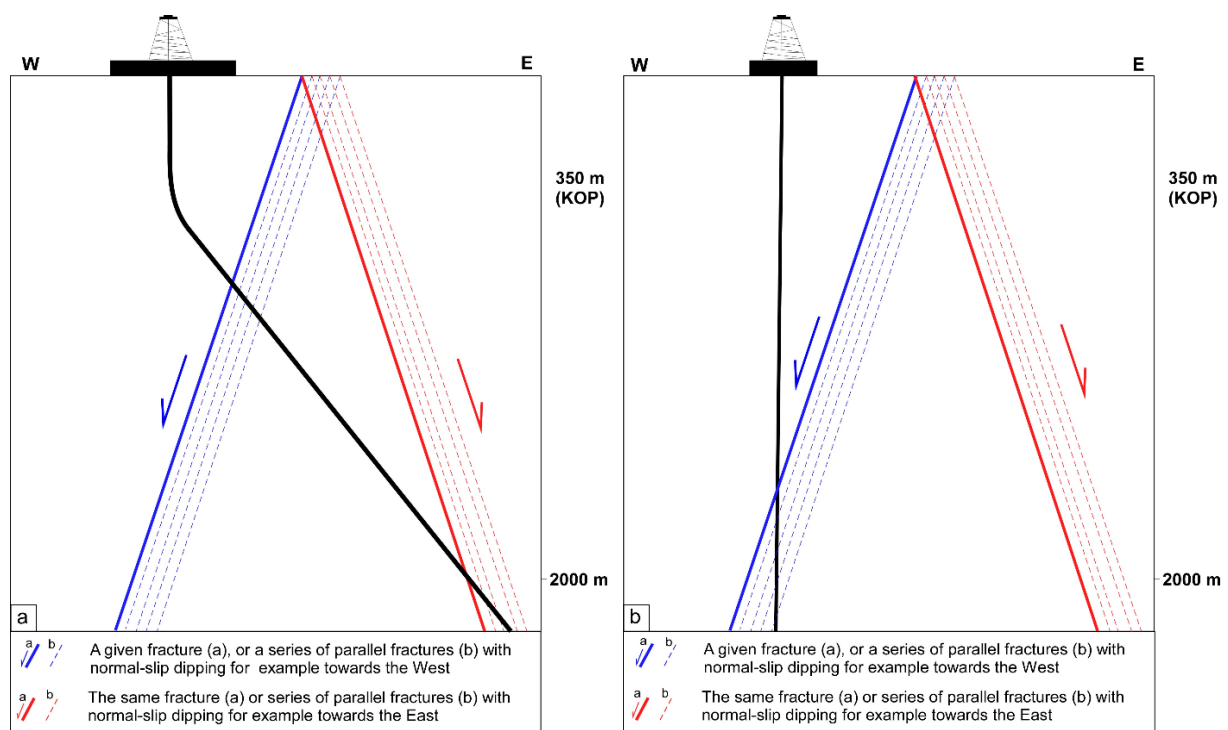 W
E
350 m
(KOP)
2000 m
a
a
b
A given fracture (a), or a series of parallel fractures (b) with
normal-slip dipping for  example towards the West
a
b
The same fracture (a) or series of parallel fractures (b) with
normal-slip dipping for example towards the East
W
E
350 m
(KOP)
2000 m
b
a
b
A given fracture (a), or a series of parallel fractures (b) with
normal-slip dipping for example towards the West
a
b
The same fracture (a) or series of parallel fractures (b) with
normal-slip dipping for example towards the East